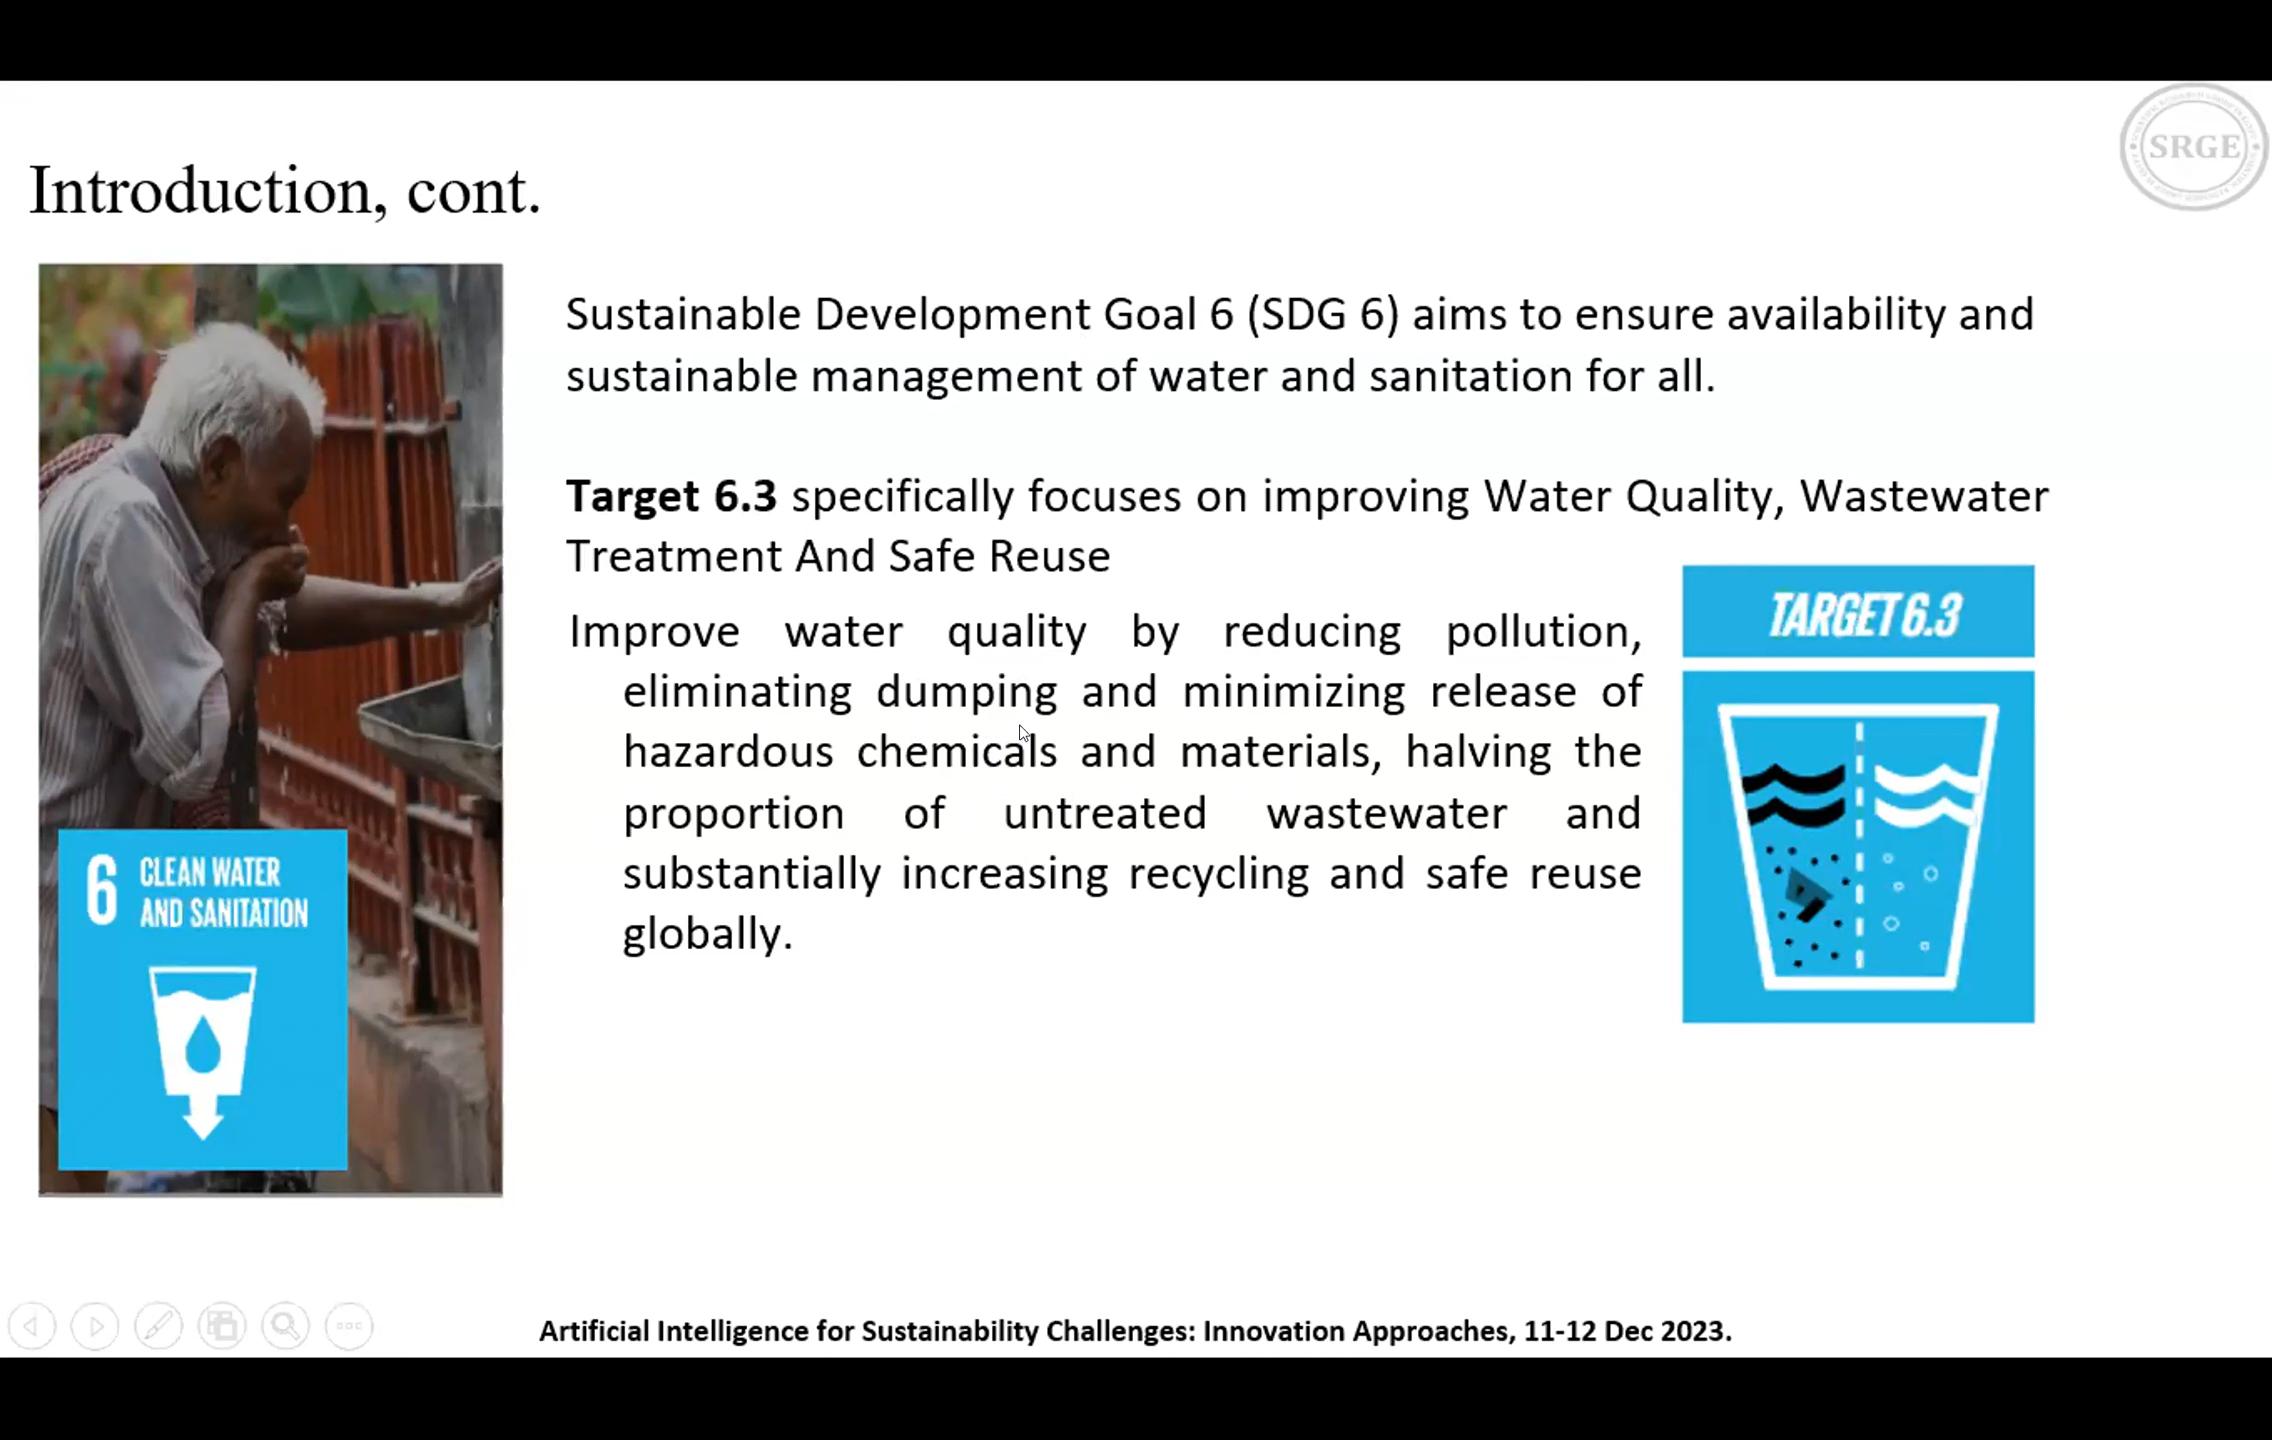 SRGE
Introduction, cont.
Sustainable Development Goal 6 (SDG 6) aims to ensure availability and
sustainable management of water and sanitation for all.
Target 6.3 specifically focuses on improving Water Quality, Wastewater
Treatment And Safe Reuse
Improve water quality by reducing pollution,
eliminating dumping and minimizing release of
hazardous chemicals and materials, halving the
proportion of untreated wastewater and
substantially increasing recycling and safe reuse
globally.
TARGET 6.3
6 CLEAN WATER
AND SANITATION
Artificial Intelligence for Sustainability Challenges: Innovation Approaches, 11-12 Dec 2023.